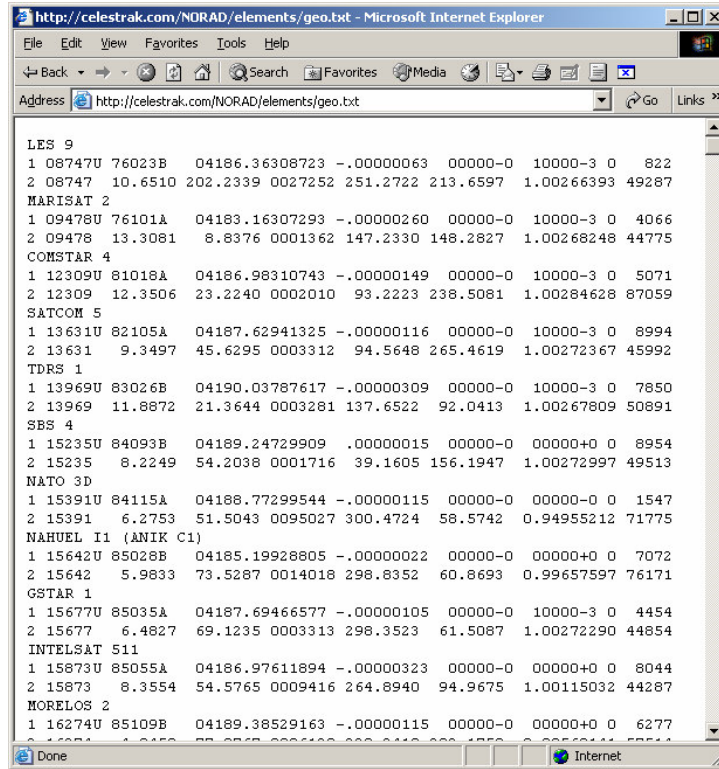 http://celestrak.com/NORAD/elements/geo.txt - Microsoft Internet Explorer
File Edit View Favorites Tools Help
Back Search Favorites Media
Address http://celestrak.com/NORAD/elements/geo.txt Go Links »
LES 9
1 08747U 76023B   04186.36308723 -.00000063  00000-0  10000-3 0   822
2 08747  10.6510 202.2339 0027252 251.2722 213.6597  1.00266393 49287
MARISAT 2
1 09478U 76101A   04183.16307293 -.00000260  00000-0  10000-3 0  4066
2 09478  13.3081   8.8376 0001362 147.2330 148.2827  1.00268248 44775
COMSTAR 4
1 12309U 81018A   04186.98310743 -.00000149  00000-0  10000-3 0  5071
2 12309  12.3506  23.2240 0002010  93.2223 238.5081  1.00284628 87059
SATCOM 5
1 13631U 82105A   04187.62941325 -.00000116  00000-0  10000-3 0  8994
2 13631   9.3497  45.6295 0003312  94.5648 265.4619  1.00272367 45992
TDRS 1
1 13969U 83026B   04190.03787617 -.00000309  00000-0  10000-3 0  7850
2 13969  11.8872  21.3644 0003281 137.6522  92.0413  1.00267809 50891
SBS 4
1 15235U 84093B   04189.24729909  .00000015  00000-0  00000+0 0  8954
2 15235   8.2249  54.2038 0001716  39.1605 156.1947  1.00272997 49513
NATO 3D
1 15391U 84115A   04188.77299544 -.00000115  00000-0  00000-0 0  1547
2 15391   6.2753  51.5043 0095027 300.4724  58.5742  0.94955212 71775
NAHUEL I1 (ANIK C1)
1 15642U 85028B   04185.19928805 -.00000022  00000-0  00000+0 0  7072
2 15642   5.9833  73.5287 0014018 298.8352  60.8693  0.99657597 76171
GSTAR 1
1 15677U 85035A   04187.69466577 -.00000105  00000-0  10000-3 0  4454
2 15677   6.4827  69.1235 0003313 298.3523  61.5087  1.00272290 44854
INTELSAT 511
1 15873U 85055A   04186.97611894 -.00000323  00000-0  00000+0 0  8044
2 15873   8.3554  54.5765 0009416 264.8940  94.9675  1.00115032 44287
MORELOS 2
1 16274U 85109B   04189.38529163 -.00000115  00000-0  00000+0 0  6277
Done Internet